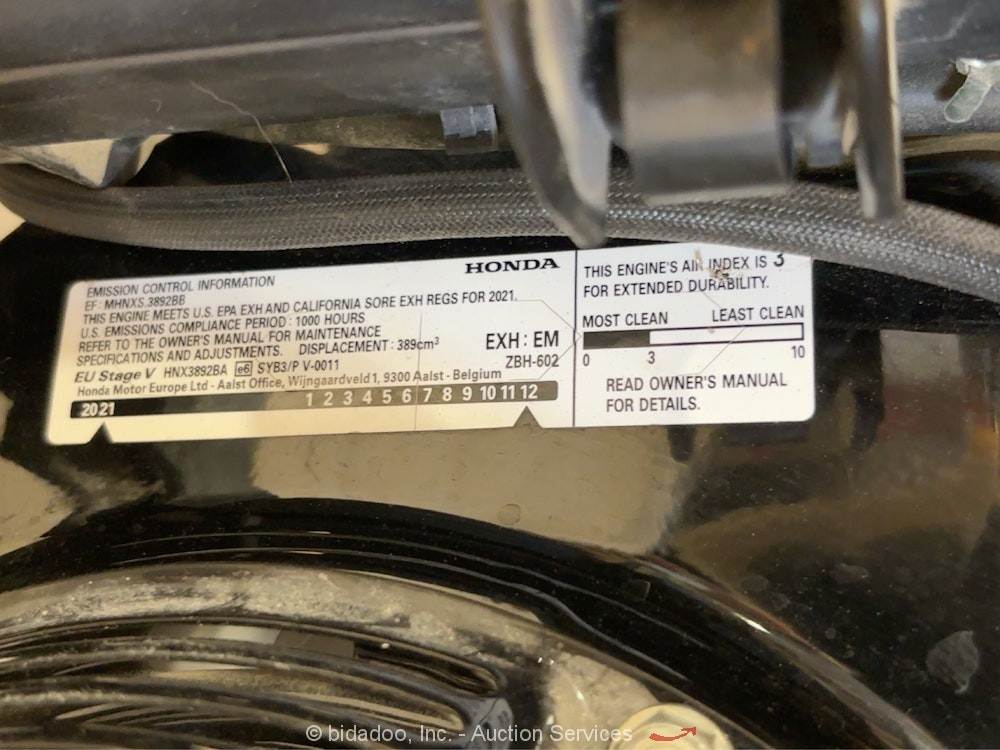 HONDA
EMISSION CONTROL INFORMATION
EF : MHNXS.3892BB
THIS ENGINE MEETS U.S. EPA EXH AND CALIFORNIA SORE EXH REGS FOR 2021.
U.S. EMISSIONS COMPLIANCE PERIOD : 1000 HOURS
REFER TO THE OWNER'S MANUAL FOR MAINTENANCE
SPECIFICATIONS AND ADJUSTMENTS. DISPLACEMENT : 389cm³
EXH : EM
ZBH-602
EU Stage V HNX3892BA e6 SYB3/P V-0011
Honda Motor Europe Ltd - Aalst Office, Wijngaardveld 1, 9300 Aalst - Belgium
2021 1 2 3 4 5 6 7 8 9 10 11 12
THIS ENGINE'S AIR INDEX IS 3
FOR EXTENDED DURABILITY.
MOST CLEAN LEAST CLEAN
0 3 10
READ OWNER'S MANUAL
FOR DETAILS.
© bidadoo, Inc. - Auction Services